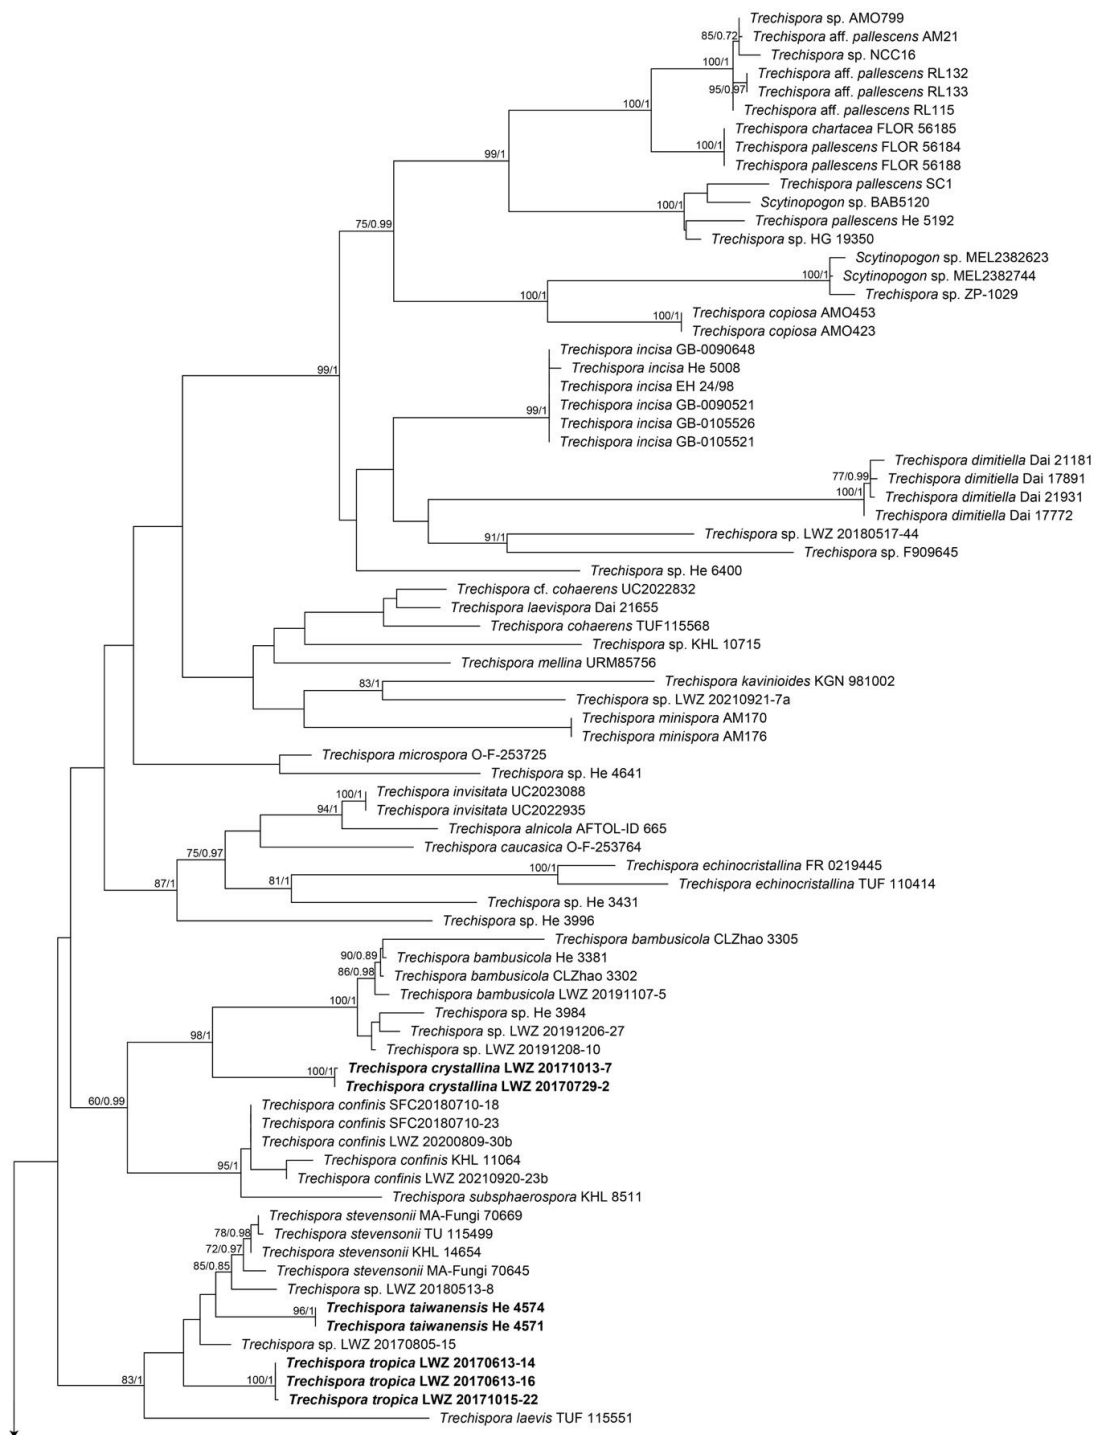 Trechispora sp. AMO799
85/0.72
Trechispora aff. pallescens AM21
Trechispora sp. NCC16
100/1
Trechispora aff. pallescens RL132
95/0.97
Trechispora aff. pallescens RL133
100/1
Trechispora aff. pallescens RL115
Trechispora chartacea FLOR 56185
100/1
Trechispora pallescens FLOR 56184
99/1
Trechispora pallescens FLOR 56188
Trechispora pallescens SC1
100/1
Scytinopogon sp. BAB5120
75/0.99
Trechispora pallescens He 5192
Trechispora sp. HG 19350
Scytinopogon sp. MEL2382623
100/1
Scytinopogon sp. MEL2382744
100/1
Trechispora sp. ZP-1029
100/1
Trechispora copiosa AMO453
Trechispora copiosa AMO423
Trechispora incisa GB-0090648
99/1
Trechispora incisa He 5008
Trechispora incisa EH 24/98
Trechispora incisa GB-0090521
99/1
Trechispora incisa GB-0105526
Trechispora incisa GB-0105521
Trechispora dimitiella Dai 21181
77/0.99
Trechispora dimitiella Dai 17891
100/1
Trechispora dimitiella Dai 21931
Trechispora dimitiella Dai 17772
91/1
Trechispora sp. LWZ 20180517-44
Trechispora sp. F909645
Trechispora sp. He 6400
Trechispora cf. cohaerens UC2022832
Trechispora laevispora Dai 21655
Trechispora cohaerens TUF115568
Trechispora sp. KHL 10715
Trechispora mellina URM85756
83/1
Trechispora kavinioides KGN 981002
Trechispora sp. LWZ 20210921-7a
Trechispora minispora AM170
Trechispora minispora AM176
Trechispora microspora O-F-253725
Trechispora sp. He 4641
100/1
Trechispora invisitata UC2023088
94/1
Trechispora invisitata UC2022935
Trechispora alnicola AFTOL-ID 665
75/0.97
Trechispora caucasica O-F-253764
100/1
Trechispora echinocristallina FR 0219445
87/1
81/1
Trechispora echinocristallina TUF 110414
Trechispora sp. He 3431
Trechispora sp. He 3996
Trechispora bambusicola CLZhao 3305
90/0.89
Trechispora bambusicola He 3381
86/0.98
Trechispora bambusicola CLZhao 3302
Trechispora bambusicola LWZ 20191107-5
100/1
Trechispora sp. He 3984
98/1
Trechispora sp. LWZ 20191206-27
Trechispora sp. LWZ 20191208-10
100/1
Trechispora crystallina LWZ 20171013-7
Trechispora crystallina LWZ 20170729-2
60/0.99
Trechispora confinis SFC20180710-18
Trechispora confinis SFC20180710-23
Trechispora confinis LWZ 20200809-30b
95/1
Trechispora confinis KHL 11064
Trechispora confinis LWZ 20210920-23b
Trechispora subsphaerospora KHL 8511
Trechispora stevensonii MA-Fungi 70669
78/0.98
Trechispora stevensonii TU 115499
72/0.97
Trechispora stevensonii KHL 14654
85/0.85
Trechispora stevensonii MA-Fungi 70645
Trechispora sp. LWZ 20180513-8
96/1
Trechispora taiwanensis He 4574
Trechispora taiwanensis He 4571
Trechispora sp. LWZ 20170805-15
Trechispora tropica LWZ 20170613-14
83/1
100/1
Trechispora tropica LWZ 20170613-16
Trechispora tropica LWZ 20171015-22
Trechispora laevis TUF 115551